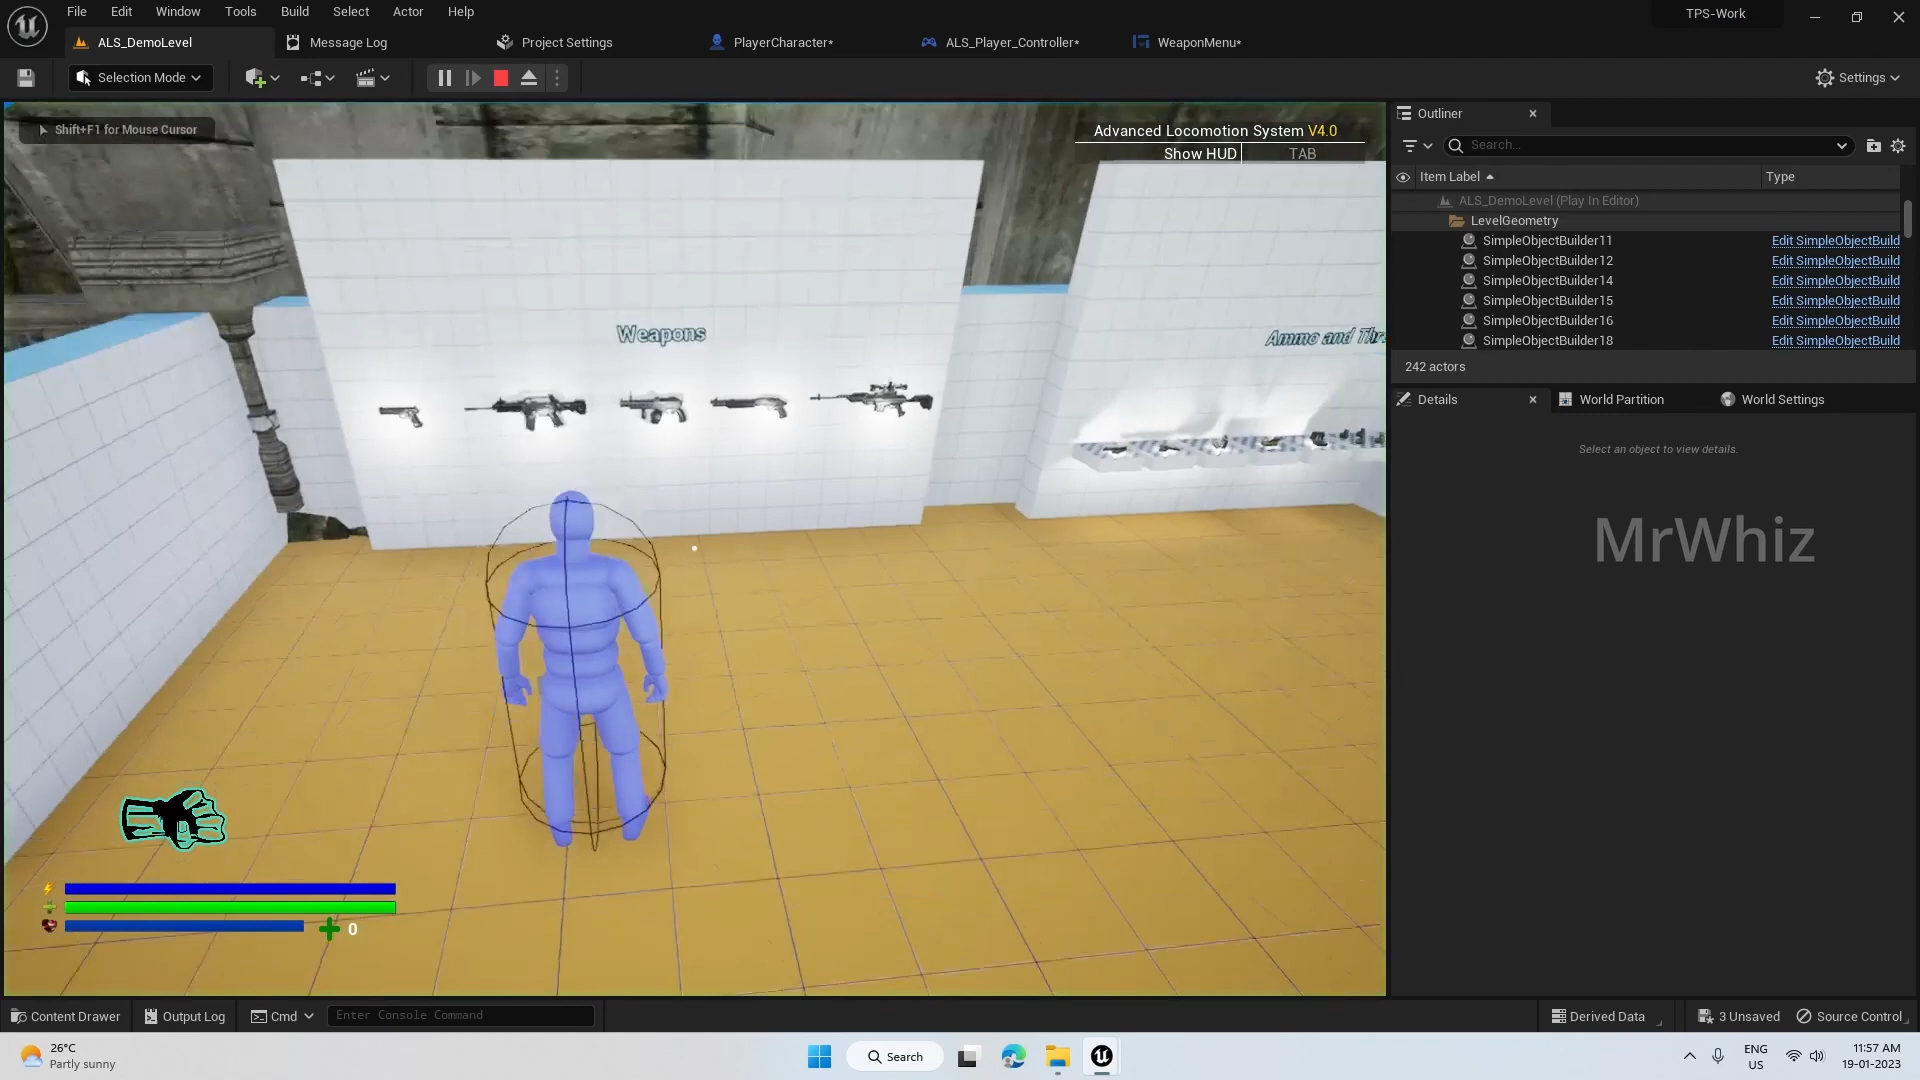 File Edit Window Tools Build Select Actor Help
TPS-Work
ALS_DemoLevel
Message Log
Project Settings
PlayerCharacter*
ALS_Player_Controller*
WeaponMenu*
Selection Mode
Settings
Shift+F1 for Mouse Cursor
Advanced Locomotion System V4.0
Show HUD TAB
Weapons
Ammo and Thr
0
Outliner
Search...
Item Label Type
ALS_DemoLevel (Play In Editor)
LevelGeometry
SimpleObjectBuilder11 Edit SimpleObjectBuild
SimpleObjectBuilder12 Edit SimpleObjectBuild
SimpleObjectBuilder14 Edit SimpleObjectBuild
SimpleObjectBuilder15 Edit SimpleObjectBuild
SimpleObjectBuilder16 Edit SimpleObjectBuild
SimpleObjectBuilder18 Edit SimpleObjectBuild
242 actors
Details World Partition World Settings
Select an object to view details.
MrWhiz
Content Drawer Output Log Cmd Enter Console Command
Derived Data 3 Unsaved Source Control
26°C
Partly sunny
Search
ENG
US
11:57 AM
19-01-2023